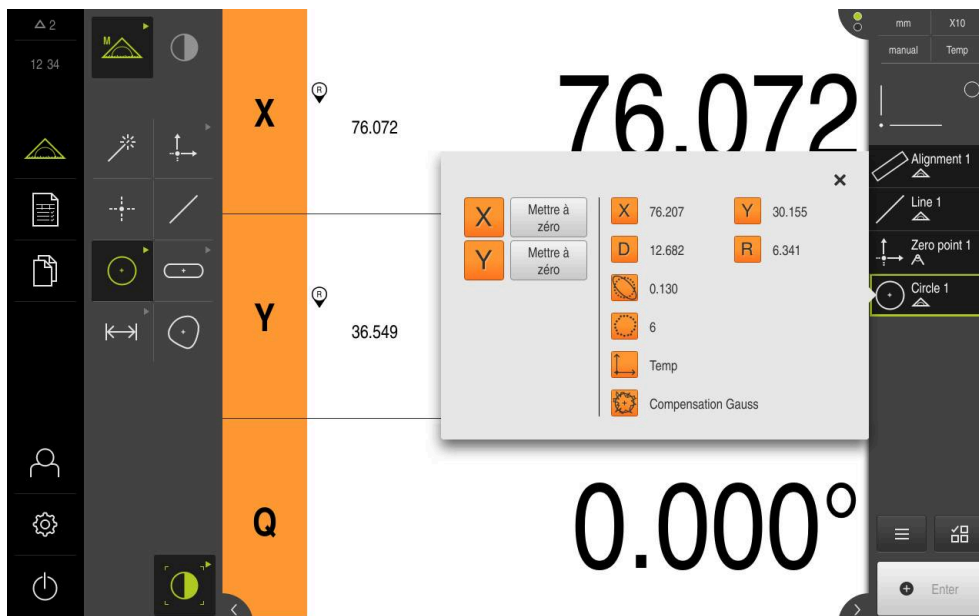 2
12 34
M
X
R
76.072
76.072
Y
R
36.549
Q
0.000°
X
Mettre à
zéro
Y
Mettre à
zéro
X
76.207
Y
30.155
D
12.682
R
6.341
0.130
6
Temp
Compensation Gauss
mm
X10
manual
Temp
Alignment 1
Line 1
Zero point 1
Circle 1
Enter